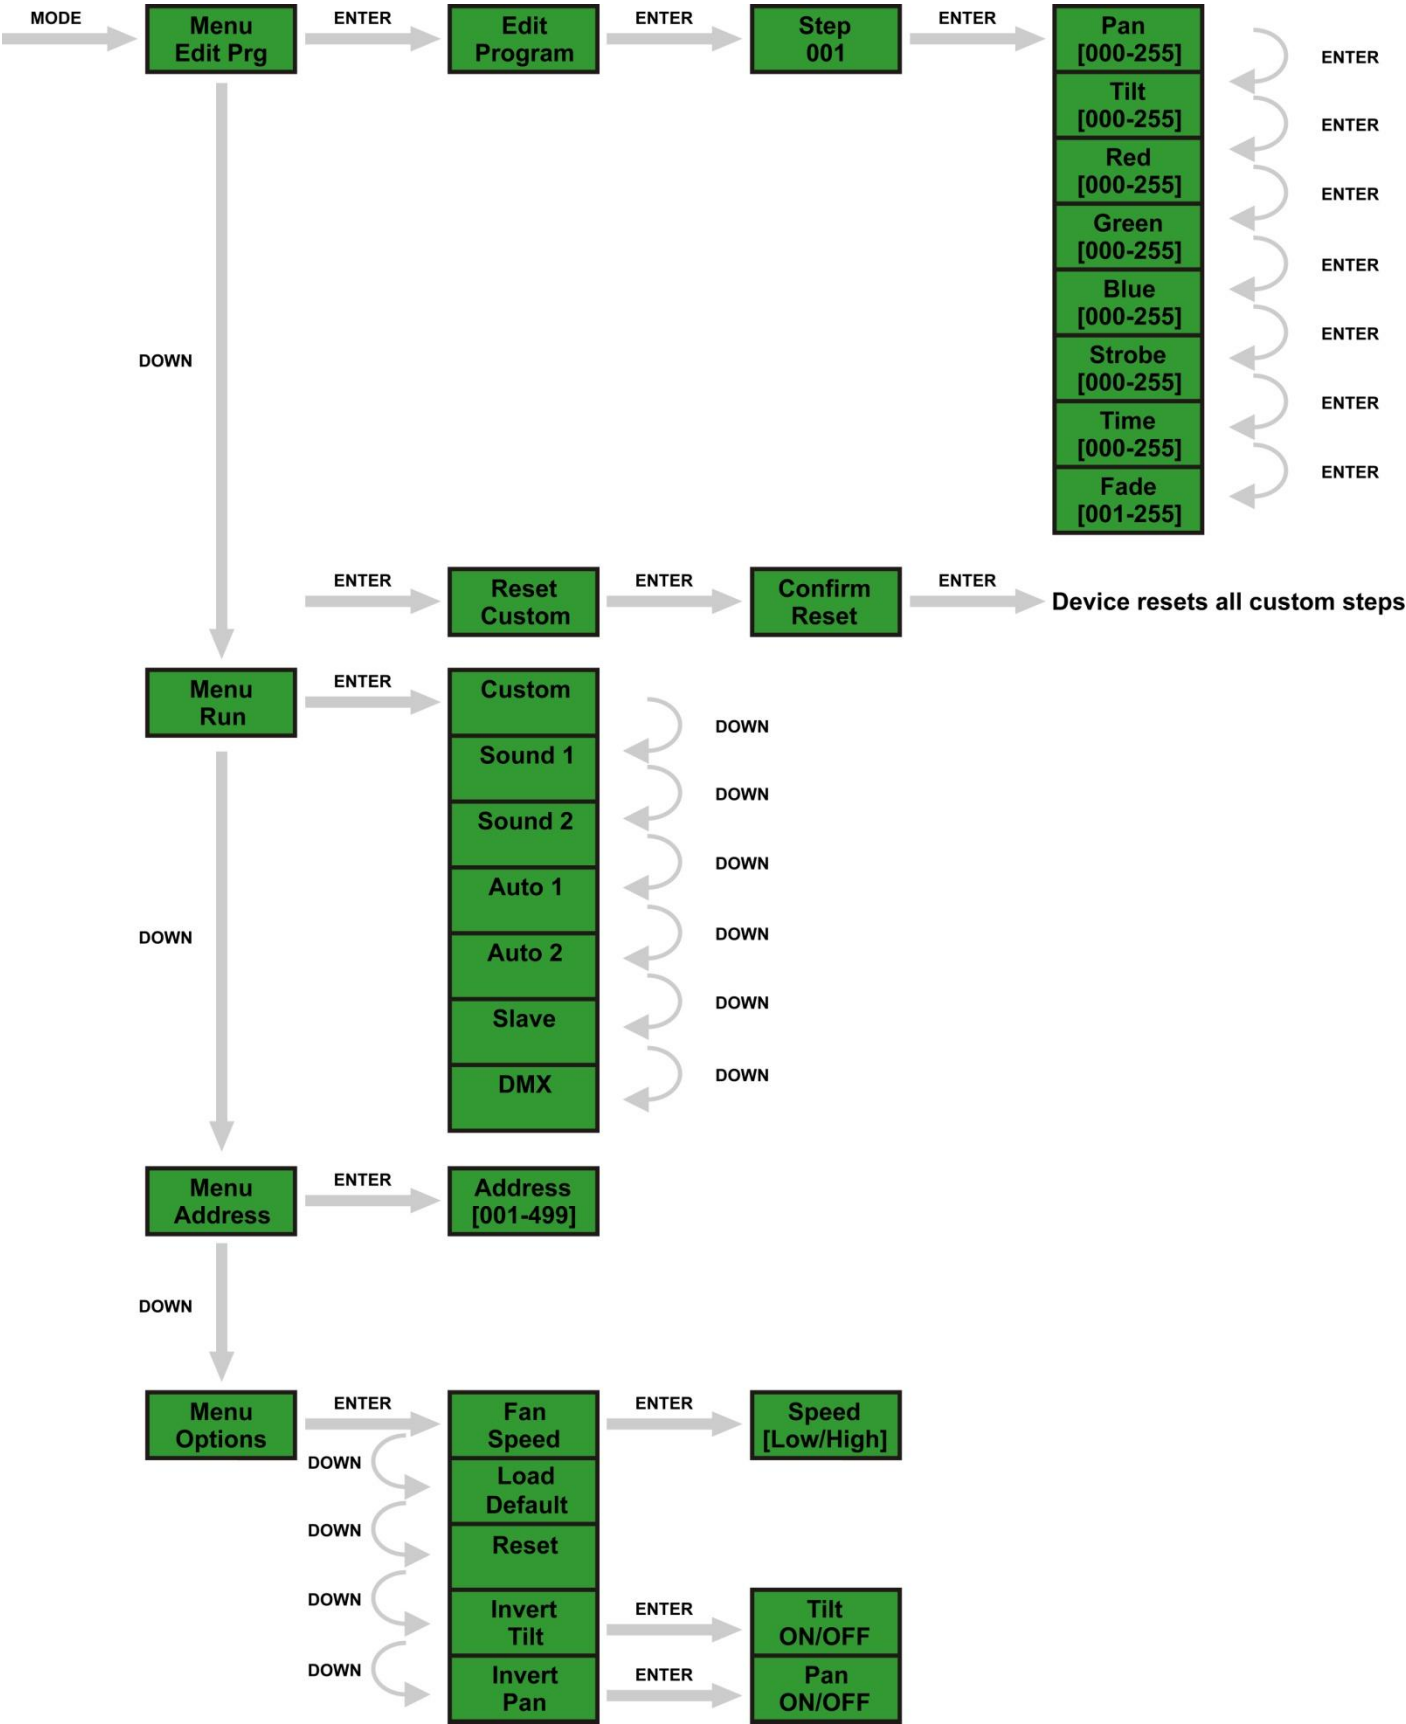 MODE
Menu
Edit Prg
ENTER
Edit
Program
ENTER
Step
001
ENTER
Pan
[000-255]
ENTER
Tilt
[000-255]
ENTER
Red
[000-255]
ENTER
Green
[000-255]
ENTER
Blue
[000-255]
ENTER
Strobe
[000-255]
ENTER
Time
[000-255]
ENTER
Fade
[001-255]
DOWN
ENTER
Reset
Custom
ENTER
Confirm
Reset
ENTER
Device resets all custom steps
Menu
Run
ENTER
Custom
DOWN
Sound 1
DOWN
Sound 2
DOWN
Auto 1
DOWN
Auto 2
DOWN
Slave
DOWN
DMX
DOWN
Menu
Address
ENTER
Address
[001-499]
DOWN
Menu
Options
ENTER
Fan
Speed
ENTER
Speed
[Low/High]
DOWN
Load
Default
DOWN
Reset
DOWN
Invert
Tilt
ENTER
Tilt
ON/OFF
DOWN
Invert
Pan
ENTER
Pan
ON/OFF